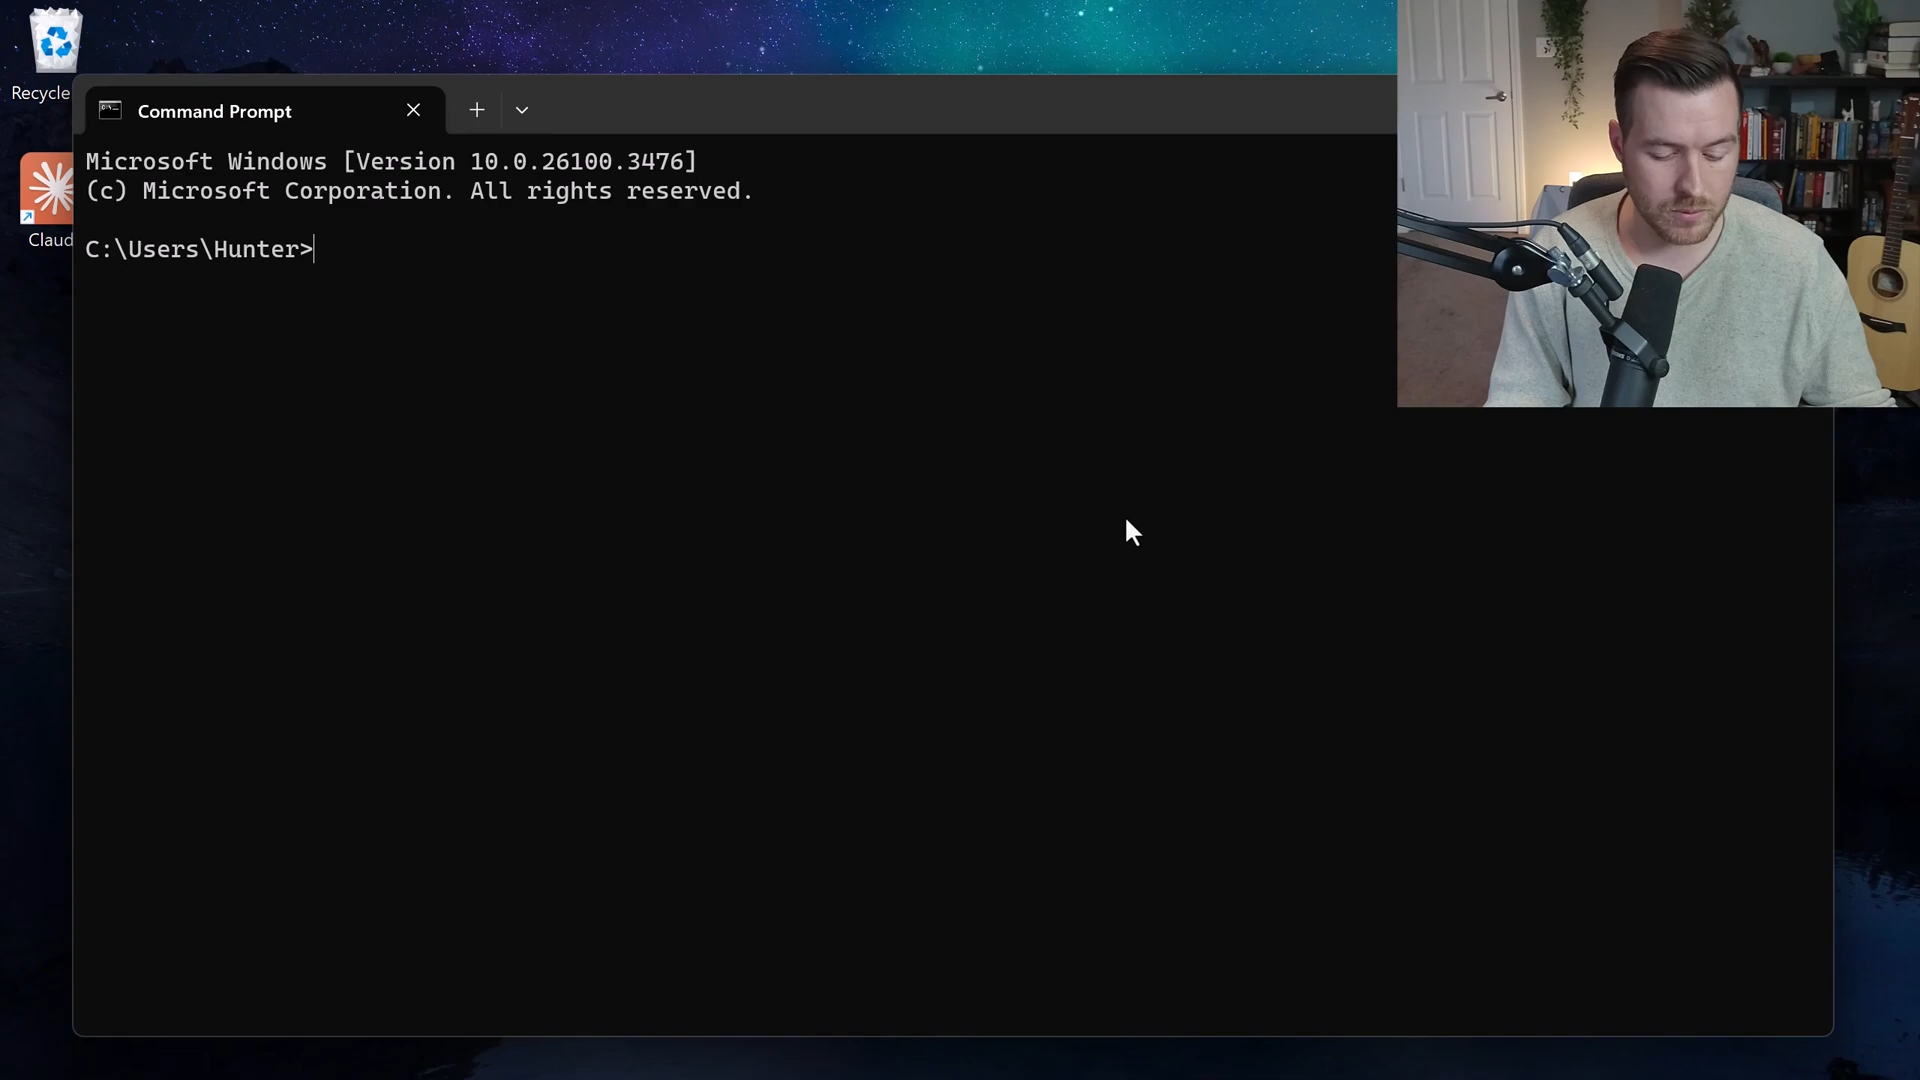 Recycle
Command Prompt
Microsoft Windows [Version 10.0.26100.3476]
(c) Microsoft Corporation. All rights reserved.
C:\Users\Hunter>
Claud